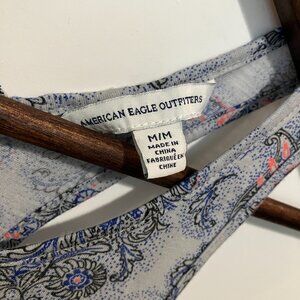 AMERICAN EAGLE OUTFITTERS
M/M
MADE IN
CHINA
FABRIQUÉ EN
CHINE